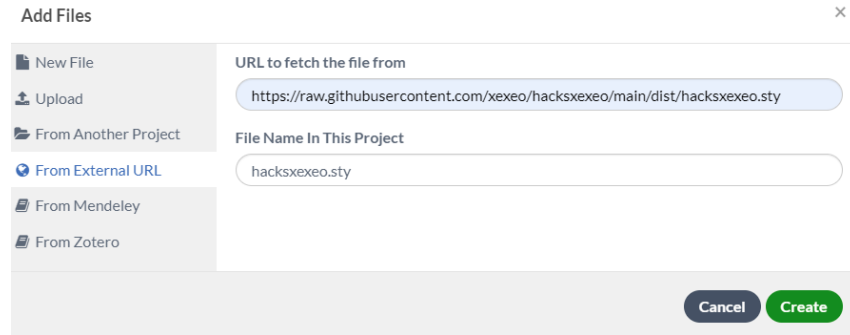 Add Files
×
New File
Upload
From Another Project
From External URL
From Mendeley
From Zotero
URL to fetch the file from
https://raw.githubusercontent.com/xexeo/hacksxexeo/main/dist/hacksxexeo.sty
File Name In This Project
hacksxexeo.sty
Cancel
Create